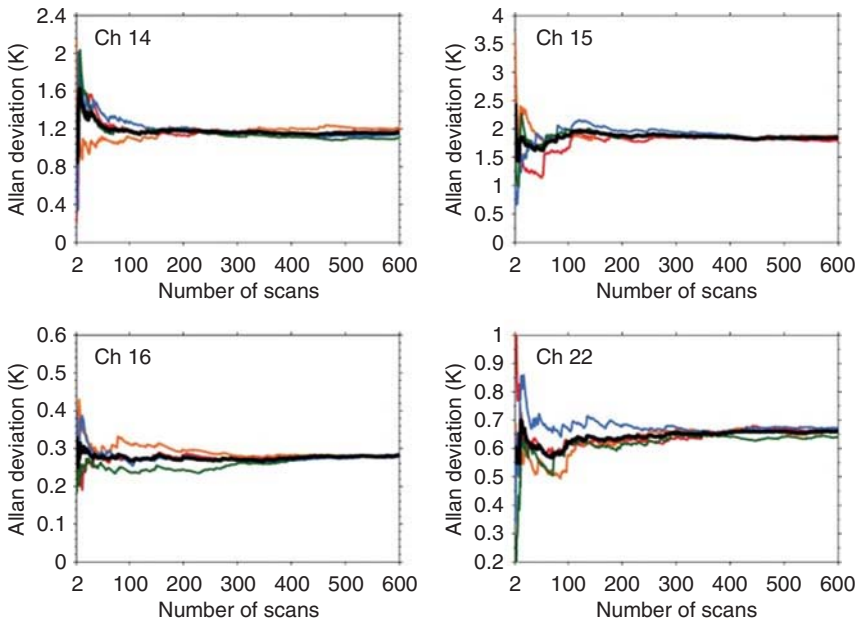 Ch 14
Allan deviation (K)
2.4
2
1.6
1.2
0.8
0.4
0
2 100 200 300 400 500 600
Number of scans
Ch 15
Allan deviation (K)
4
3.5
3
2.5
2
1.5
1
0.5
0
2 100 200 300 400 500 600
Number of scans
Ch 16
Allan deviation (K)
0.6
0.5
0.4
0.3
0.2
0.1
0
2 100 200 300 400 500 600
Number of scans
Ch 22
Allan deviation (K)
1
0.9
0.8
0.7
0.6
0.5
0.4
0.3
0.2
2 100 200 300 400 500 600
Number of scans